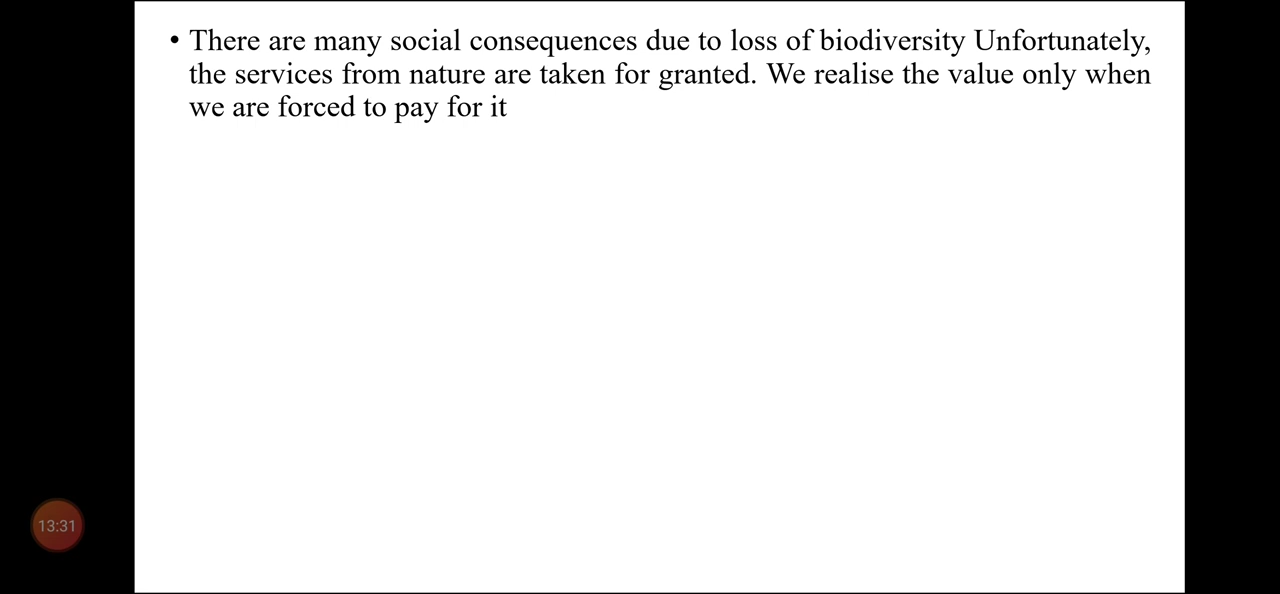 • There are many social consequences due to loss of biodiversity Unfortunately,
the services from nature are taken for granted. We realise the value only when
we are forced to pay for it
13:31